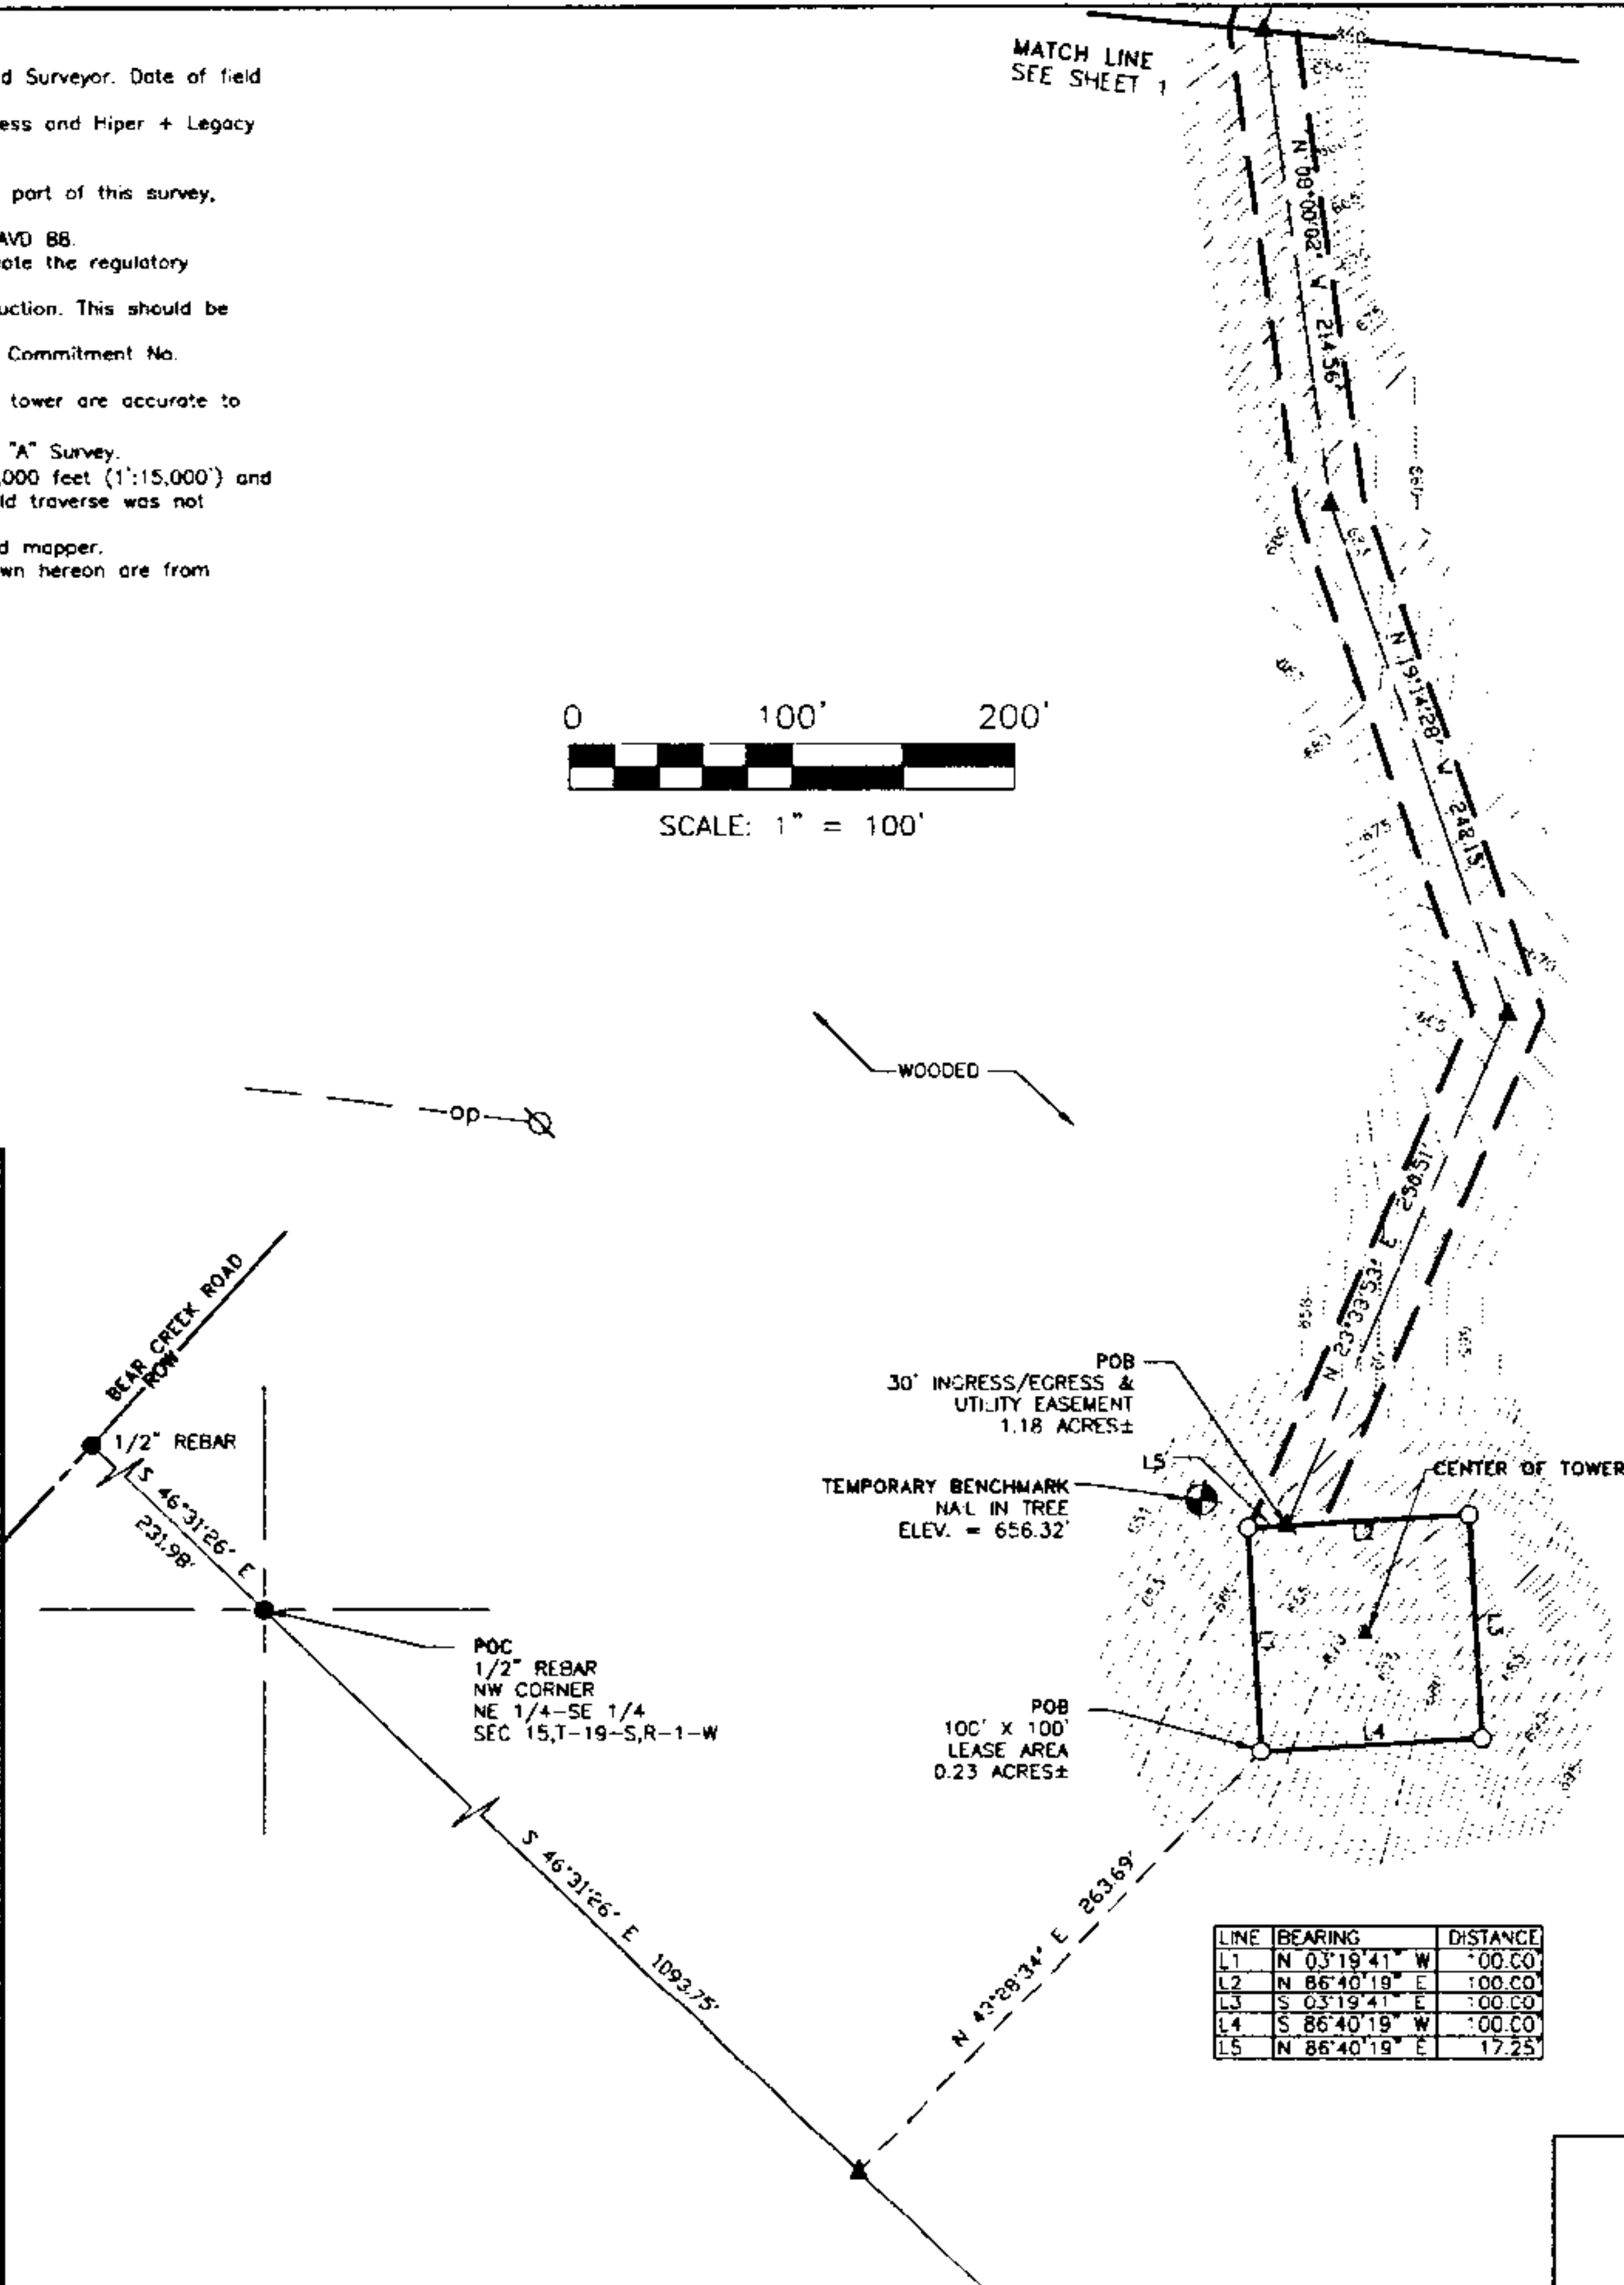 d Surveyor. Date of field
ess and Hiper + Legacy
part of this survey,
AVD 88.
ate the regulatory
uction. This should be
Commitment No.
tower are accurate to
"A" Survey.
,000 feet (1':15,000') and
ld traverse was not
d mapper.
wn hereon are from
MATCH LINE
SEE SHEET 1
N 08°00'02" W 214.56'
N 19°14'28" W 248.15'
0 100' 200'
SCALE: 1" = 100'
675
675
670
665
WOODED
op
N 23°33'53" E 250.51'
BEAR CREEK ROAD
ROW
1/2" REBAR
S 46°31'26" E
231.98'
POC
1/2" REBAR
NW CORNER
NE 1/4-SE 1/4
SEC 15,T-19-S,R-1-W
POB
30' INGRESS/EGRESS &
UTILITY EASEMENT
1.18 ACRES±
L5
TEMPORARY BENCHMARK
NAIL IN TREE
ELEV. = 656.32'
CENTER OF TOWER
L2
L1
L3
L4
POB
100' X 100'
LEASE AREA
0.23 ACRES±
S 46°31'26" E 1093.75'
N 43°28'34" E 263.69'
LINE BEARING DISTANCE
L1 N 03°19'41" W 100.00'
L2 N 86°40'19" E 100.00'
L3 S 03°19'41" E 100.00'
L4 S 86°40'19" W 100.00'
L5 N 86°40'19" E 17.25'